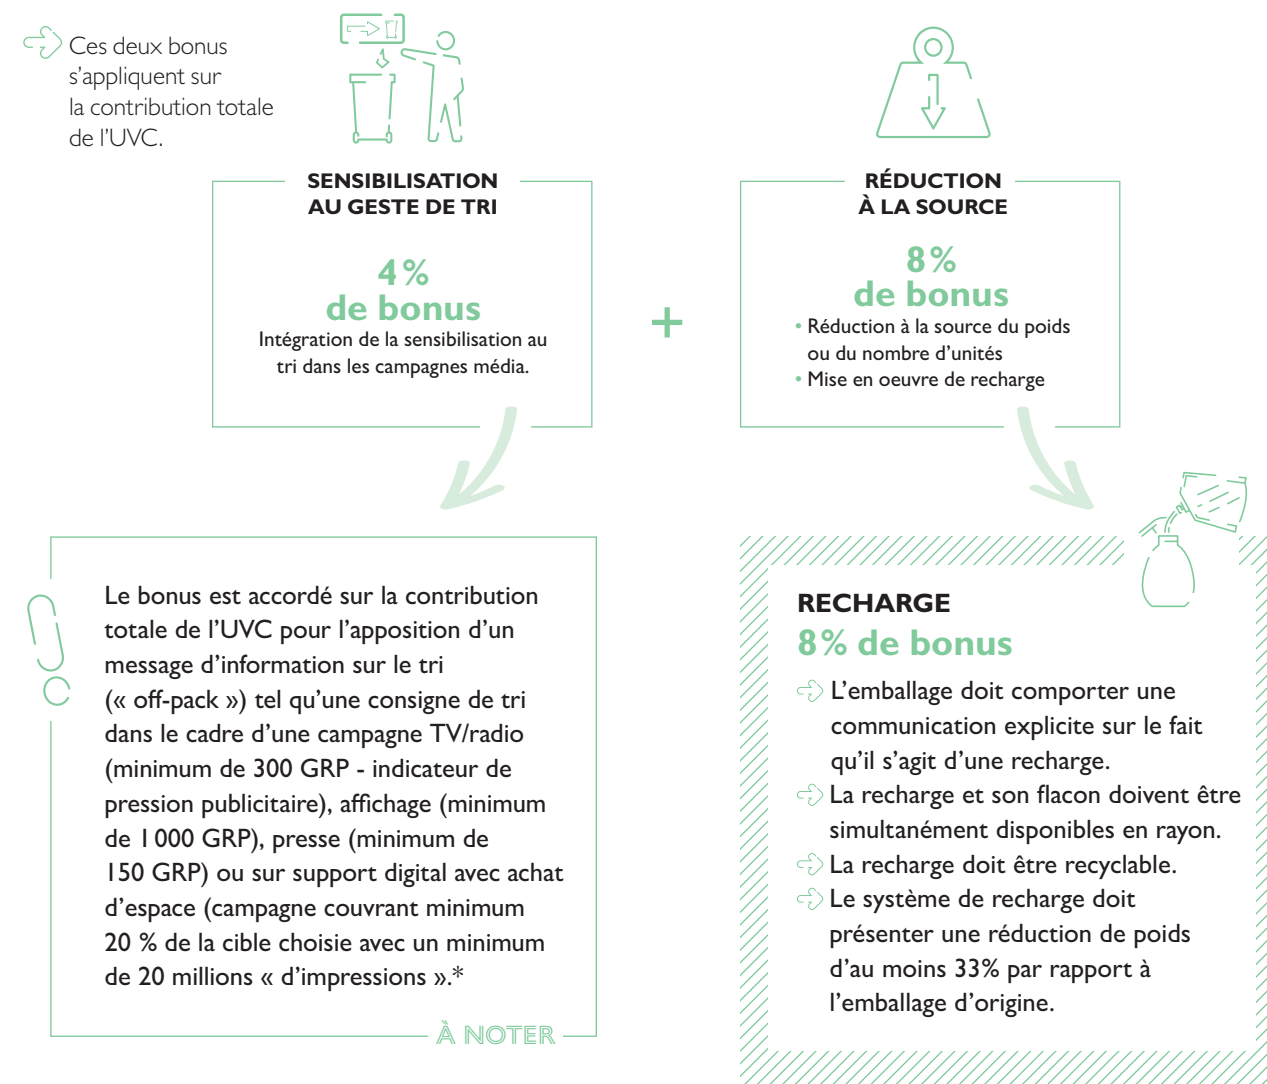 Ces deux bonus
s’appliquent sur
la contribution totale
de l’UVC.
SENSIBILISATION
AU GESTE DE TRI
4 %
de bonus
Intégration de la sensibilisation au
tri dans les campagnes média.
+
RÉDUCTION
À LA SOURCE
8 %
de bonus
• Réduction à la source du poids
ou du nombre d’unités
• Mise en oeuvre de recharge
Le bonus est accordé sur la contribution
totale de l’UVC pour l’apposition d’un
message d’information sur le tri
(« off-pack ») tel qu’une consigne de tri
dans le cadre d’une campagne TV/radio
(minimum de 300 GRP - indicateur de
pression publicitaire), affichage (minimum
de 1 000 GRP), presse (minimum de
150 GRP) ou sur support digital avec achat
d’espace (campagne couvrant minimum
20 % de la cible choisie avec un minimum
de 20 millions « d’impressions ».*
À NOTER
RECHARGE
8 % de bonus
L’emballage doit comporter une
communication explicite sur le fait
qu’il s’agit d’une recharge.
La recharge et son flacon doivent être
simultanément disponibles en rayon.
La recharge doit être recyclable.
Le système de recharge doit
présenter une réduction de poids
d’au moins 33% par rapport à
l’emballage d’origine.